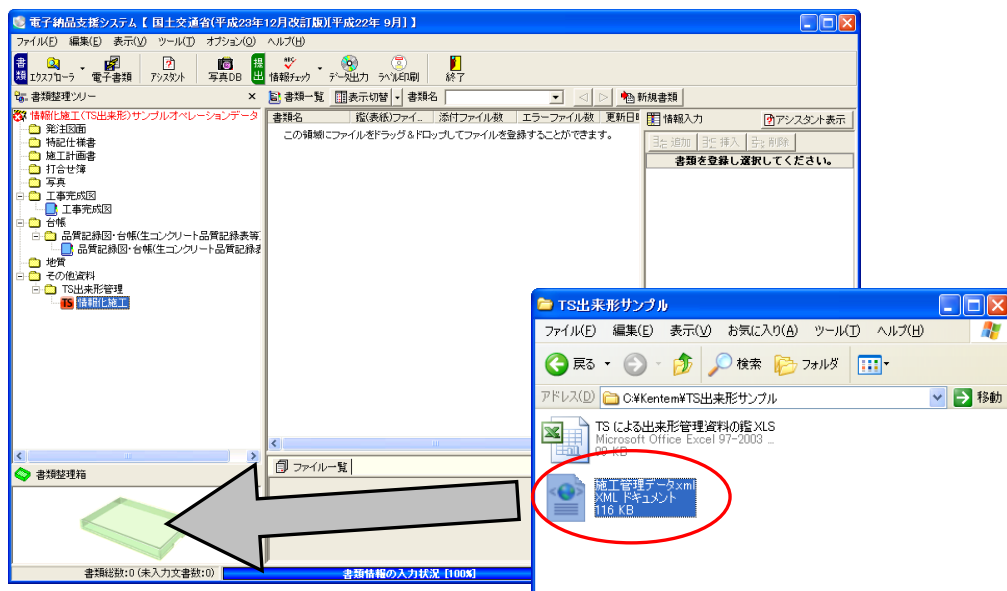 電子納品支援システム【 国土交通省(平成23年12月改訂版)[平成22年 9月] 】
ファイル(F) 編集(E) 表示(V) ツール(T) オプション(O) ヘルプ(H)
書類 エクスプローラ 電子書類 アシスタント 写真DB 提出 情報チェック データ出力 ラベル印刷 終了
書類整理ツリー
書類一覧 表示切替 書類名 新規書類
情報化施工(TS出来形)サンプルオペレーションデータ
発注図面
特記仕様書
施工計画書
打合せ簿
写真
工事完成図
工事完成図
台帳
品質記録図・台帳(生コンクリート品質記録表等
品質記録図・台帳(生コンクリート品質記録
地質
その他資料
TS出来形管理
TS 情報化施工
書類名 鑑(表紙)ファイ... 添付ファイル数 エラーファイル数 更新日
この領域にファイルをドラッグ&ドロップしてファイルを登録することができます。
情報入力 アシスタント表示
追加 挿入 削除
書類を登録し選択してください。
書類整理箱
ファイル一覧
書類総数:0 (未入力文書数:0) 書類情報の入力状況 [100%]
TS出来形サンプル
ファイル(F) 編集(E) 表示(V) お気に入り(A) ツール(T) ヘルプ(H)
戻る 検索 フォルダ
アドレス(D) C:¥Kentem¥TS出来形サンプル 移動
TS による出来形管理資料の鑑.XLS
Microsoft Office Excel 97-2003 ...
99 KB
施工管理データ.xml
XML ドキュメント
116 KB